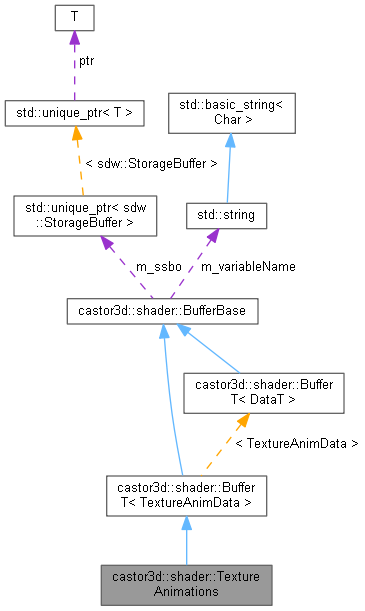 T
ptr
std::unique_ptr< T >
std::basic_string<
Char >
< sdw::StorageBuffer >
std::unique_ptr< sdw
::StorageBuffer >
std::string
m_ssbo
m_variableName
castor3d::shader::BufferBase
castor3d::shader::Buffer
T< DataT >
< TextureAnimData >
castor3d::shader::Buffer
T< TextureAnimData >
castor3d::shader::Texture
Animations